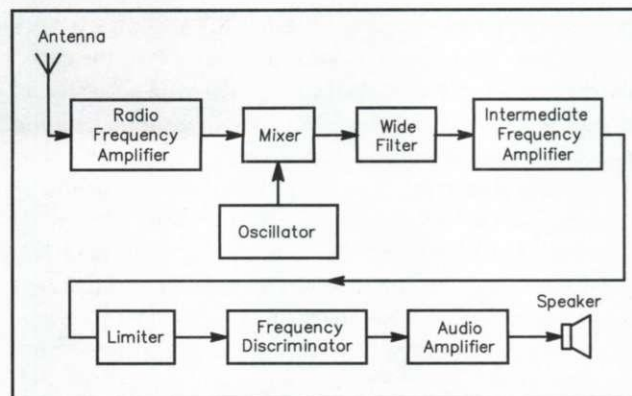 Antenna
Radio
Frequency
Amplifier
Mixer
Wide
Filter
Intermediate
Frequency
Amplifier
Oscillator
Limiter
Frequency
Discriminator
Audio
Amplifier
Speaker